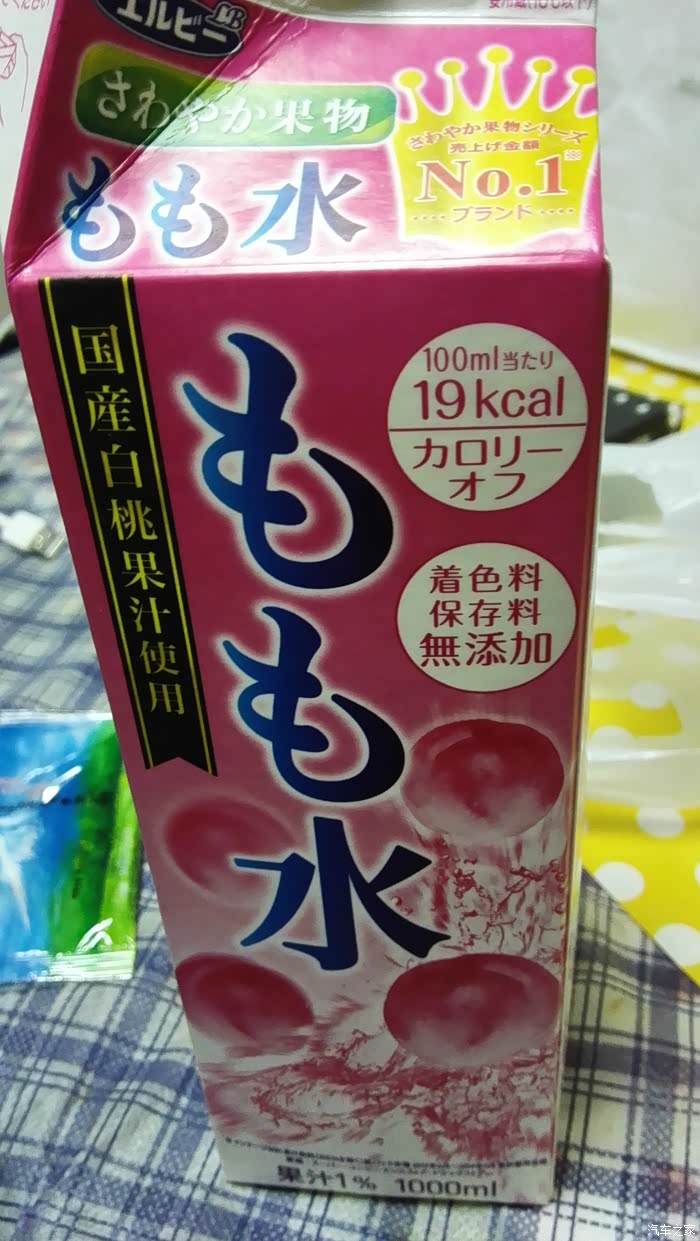 エルビー
LB
さわやか果物
もも水
さわやか果物シリーズ
売上げ金額
No.1※
ブランド
国産白桃果汁使用
もも水
100ml当たり
19kcal
カロリー
オフ
着色料
保存料
無添加
果汁1% 1000ml
汽车之家